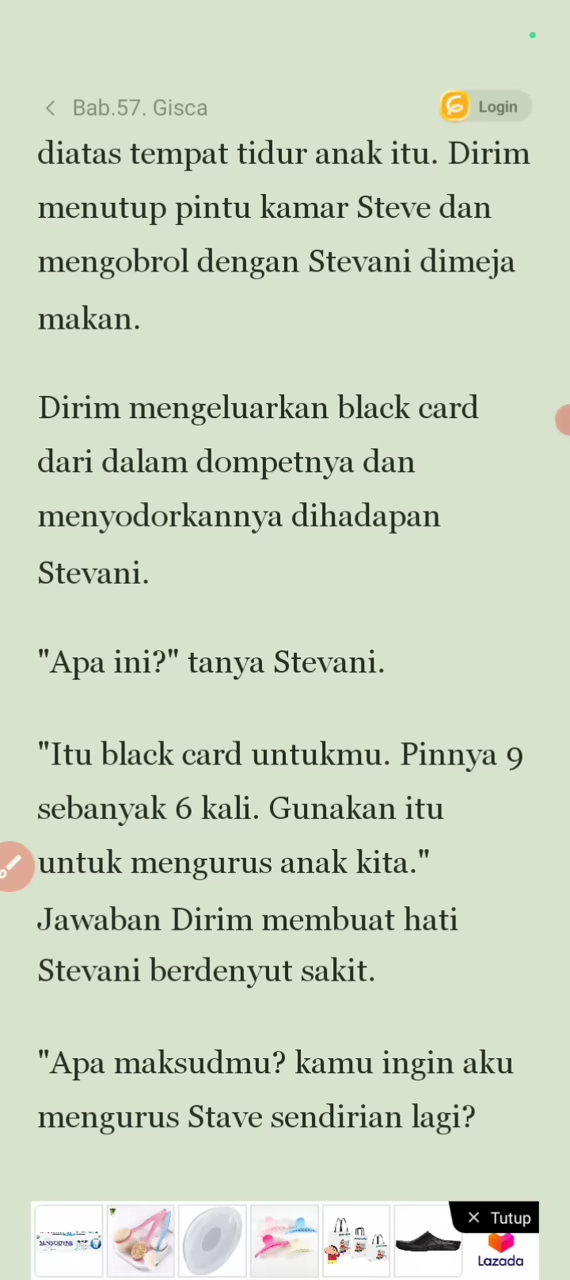 Bab.57. Gisca
Login
diatas tempat tidur anak itu. Dirim
menutup pintu kamar Steve dan
mengobrol dengan Stevani dimeja
makan.
Dirim mengeluarkan black card
dari dalam dompetnya dan
menyodorkannya dihadapan
Stevani.
"Apa ini?" tanya Stevani.
"Itu black card untukmu. Pinnya 9
sebanyak 6 kali. Gunakan itu
untuk mengurus anak kita."
Jawaban Dirim membuat hati
Stevani berdenyut sakit.
"Apa maksudmu? kamu ingin aku
mengurus Stave sendirian lagi?
Tutup
SENSODYNE
Lazada